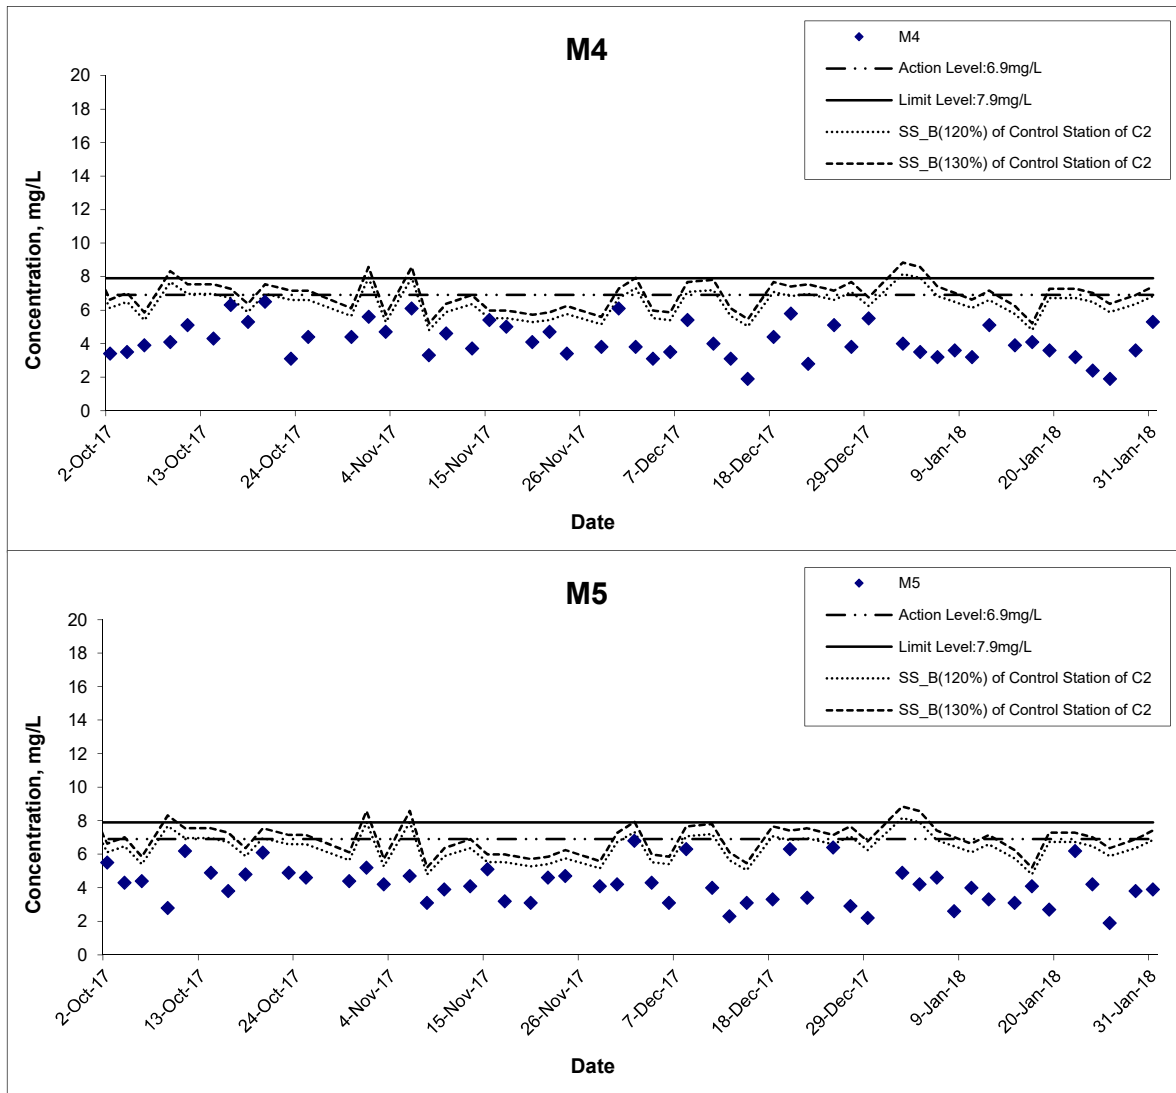 M4
M4
Action Level:6.9mg/L
Limit Level:7.9mg/L
SS_B(120%) of Control Station of C2
SS_B(130%) of Control Station of C2
Concentration, mg/L
20
18
16
14
12
10
8
6
4
2
0
2-Oct-17
13-Oct-17
24-Oct-17
4-Nov-17
15-Nov-17
26-Nov-17
7-Dec-17
18-Dec-17
29-Dec-17
9-Jan-18
20-Jan-18
31-Jan-18
Date
M5
M5
Action Level:6.9mg/L
Limit Level:7.9mg/L
SS_B(120%) of Control Station of C2
SS_B(130%) of Control Station of C2
Concentration, mg/L
20
18
16
14
12
10
8
6
4
2
0
2-Oct-17
13-Oct-17
24-Oct-17
4-Nov-17
15-Nov-17
26-Nov-17
7-Dec-17
18-Dec-17
29-Dec-17
9-Jan-18
20-Jan-18
31-Jan-18
Date